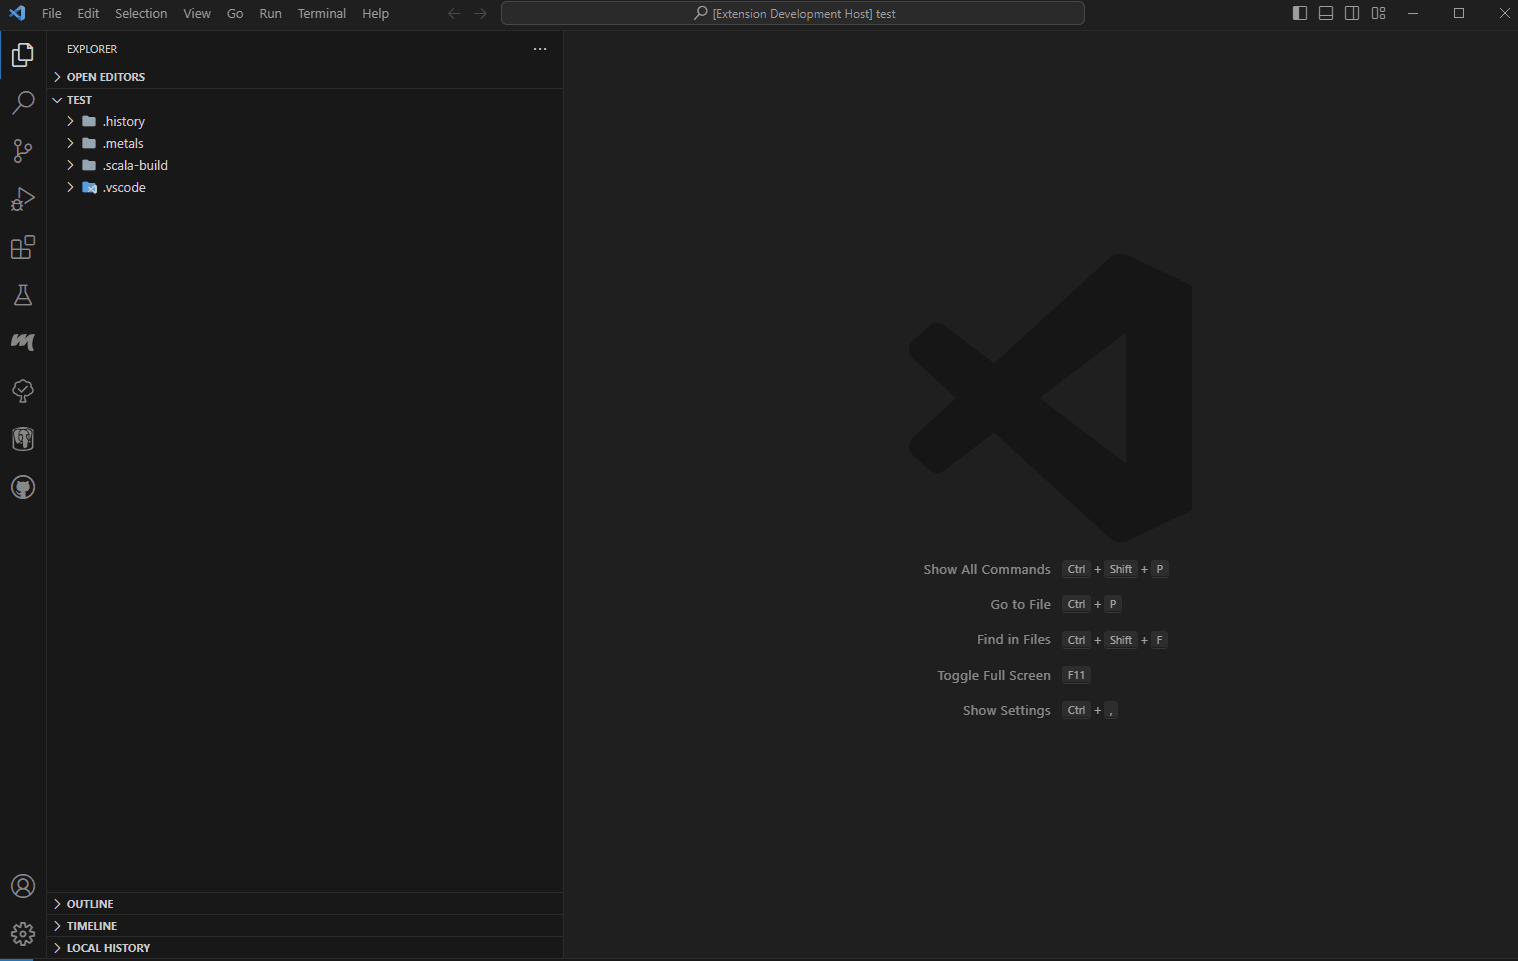 File Edit Selection View Go Run Terminal Help
[Extension Development Host] test
EXPLORER
OPEN EDITORS
TEST
.history
.metals
.scala-build
.vscode
Show All Commands Ctrl + Shift + P
Go to File Ctrl + P
Find in Files Ctrl + Shift + F
Toggle Full Screen F11
Show Settings Ctrl + ,
OUTLINE
TIMELINE
LOCAL HISTORY